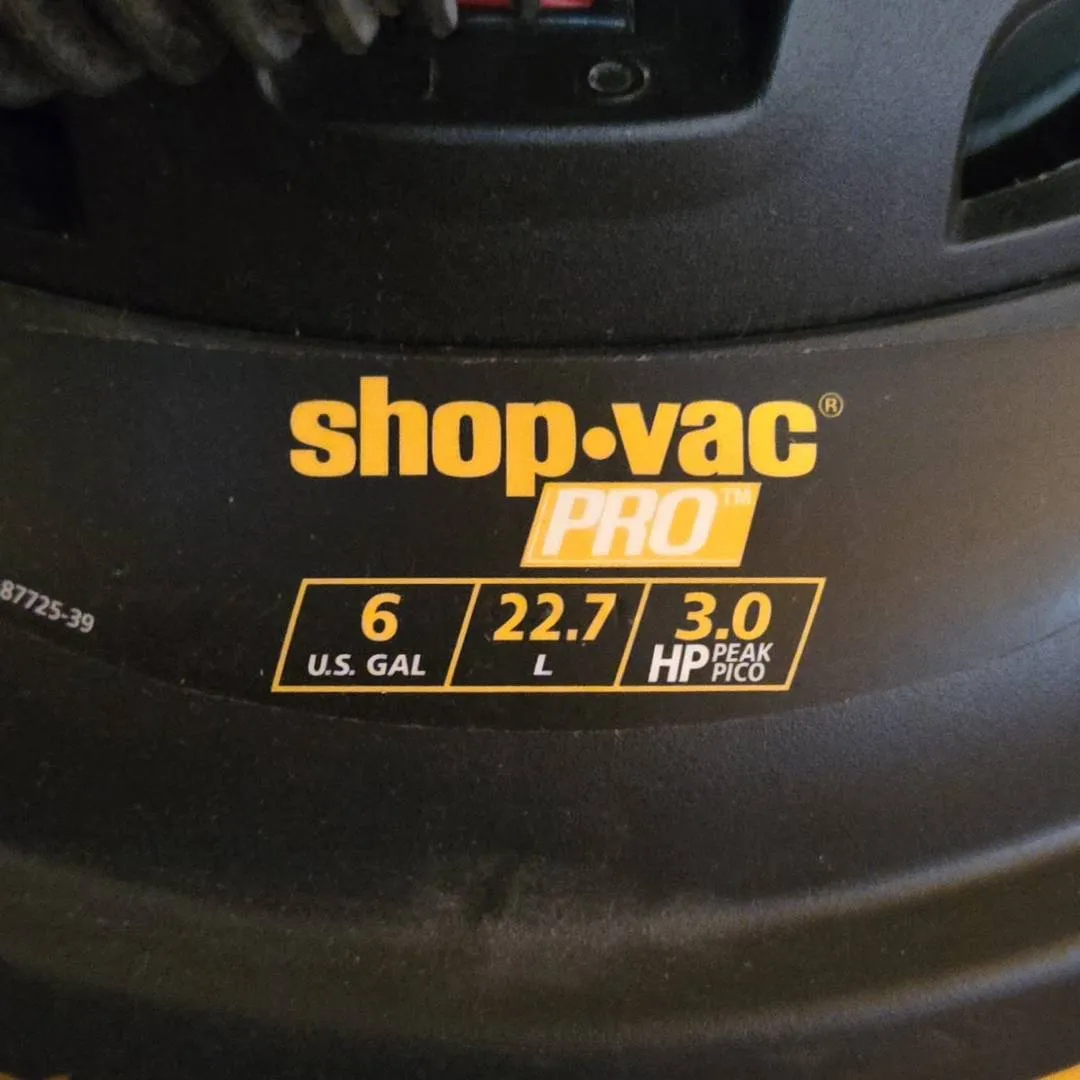 shop·vac®
PRO™
87725-39
6
U.S. GAL
22.7
L
3.0
HP PEAK
PICO